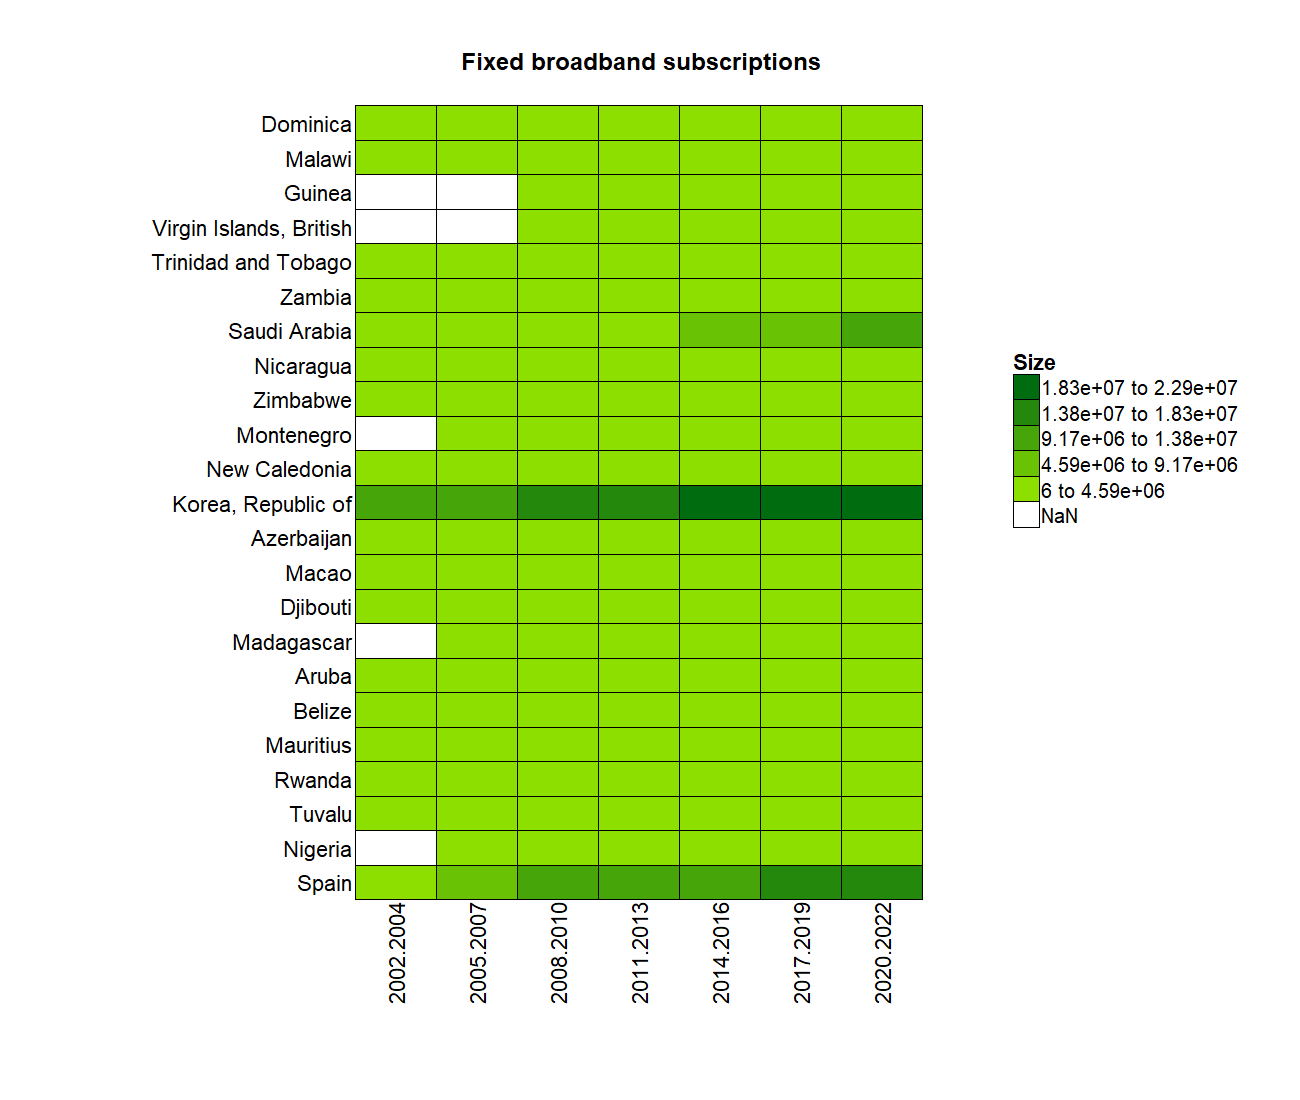 Fixed broadband subscriptions
Dominica
Malawi
Guinea
Virgin Islands, British
Trinidad and Tobago
Zambia
Saudi Arabia
Nicaragua
Zimbabwe
Montenegro
New Caledonia
Korea, Republic of
Azerbaijan
Macao
Djibouti
Madagascar
Aruba
Belize
Mauritius
Rwanda
Tuvalu
Nigeria
Spain
2002.2004
2005.2007
2008.2010
2011.2013
2014.2016
2017.2019
2020.2022
Size
1.83e+07 to 2.29e+07
1.38e+07 to 1.83e+07
9.17e+06 to 1.38e+07
4.59e+06 to 9.17e+06
6 to 4.59e+06
NaN